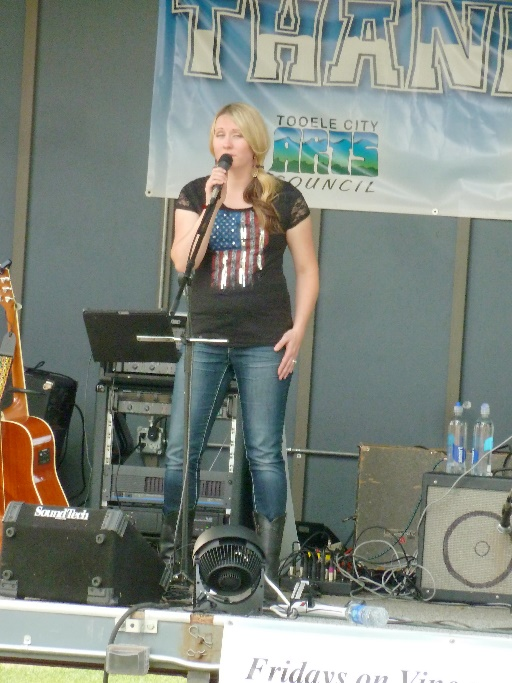 THAN
TOOELE CITY
ARTS
COUNCIL
SoundTech
Fridays on Vine